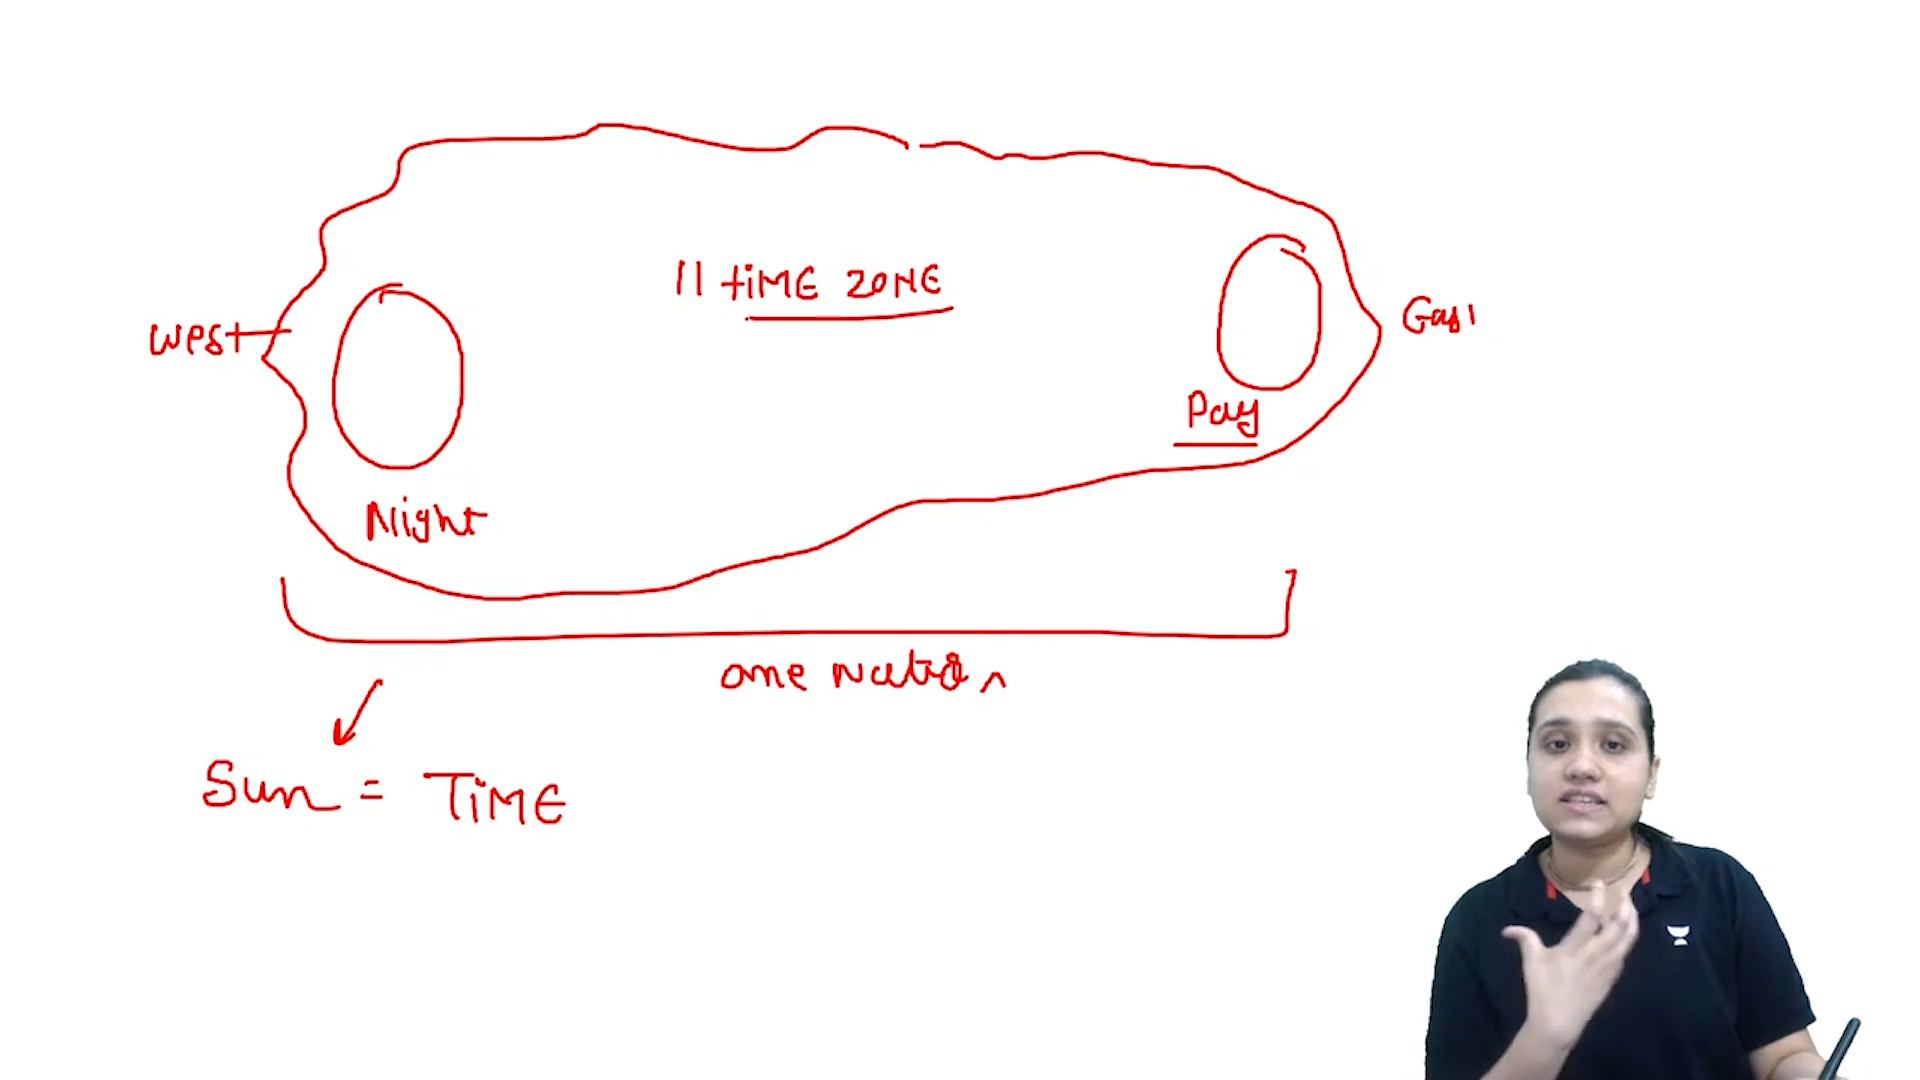 11 TiME ZONE
West
East
Day
Night
one nation
Sun = TiME